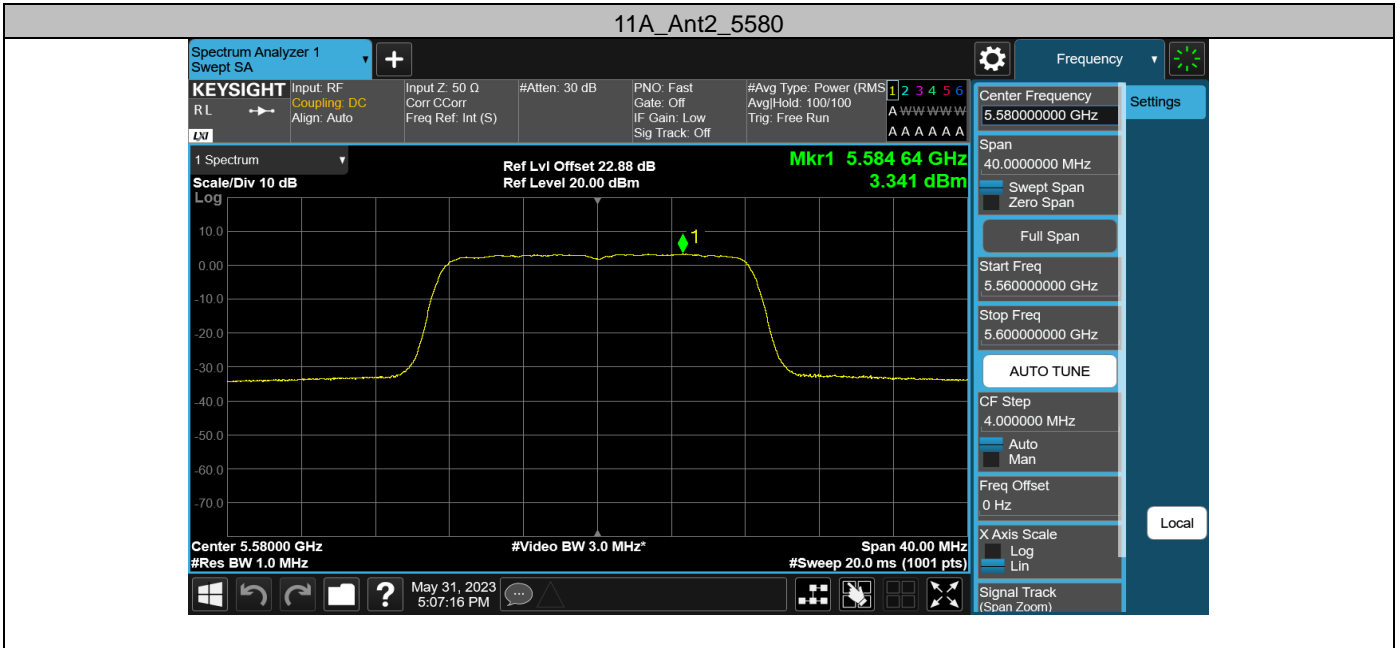 11A_Ant2_5580
Spectrum Analyzer 1
Swept SA
Frequency
KEYSIGHT
R L
LXI
Input: RF
Coupling: DC
Align: Auto
Input Z: 50 Ω
Corr CCorr
Freq Ref: Int (S)
#Atten: 30 dB
PNO: Fast
Gate: Off
IF Gain: Low
Sig Track: Off
#Avg Type: Power (RMS
Avg|Hold: 100/100
Trig: Free Run
1 2 3 4 5 6
A W W W W W
A A A A A A
1 Spectrum
Scale/Div 10 dB
Log
Ref Lvl Offset 22.88 dB
Ref Level 20.00 dBm
Mkr1 5.584 64 GHz
3.341 dBm
10.0
0.00
-10.0
-20.0
-30.0
-40.0
-50.0
-60.0
-70.0
1
Center 5.58000 GHz
#Res BW 1.0 MHz
#Video BW 3.0 MHz*
Span 40.00 MHz
#Sweep 20.0 ms (1001 pts)
Center Frequency
5.580000000 GHz
Span
40.0000000 MHz
Swept Span
Zero Span
Full Span
Start Freq
5.560000000 GHz
Stop Freq
5.600000000 GHz
AUTO TUNE
CF Step
4.000000 MHz
Auto
Man
Freq Offset
0 Hz
X Axis Scale
Log
Lin
Signal Track
(Span Zoom)
Settings
Local
?
May 31, 2023
5:07:16 PM